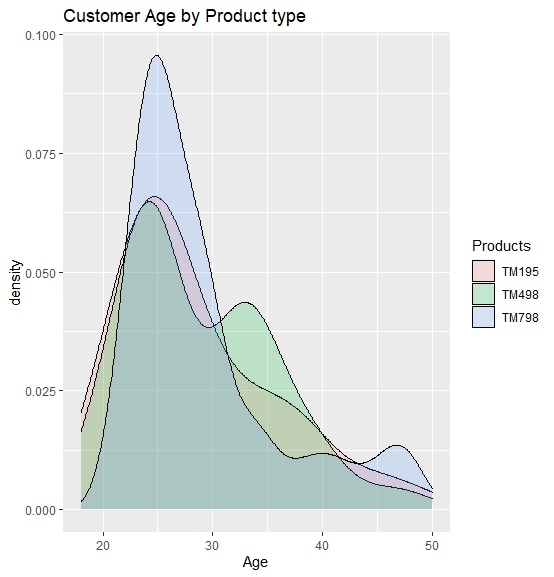 Customer Age by Product type
0.100
0.075
0.050
0.025
0.000
density
20 30 40 50
Age
Products
TM195
TM498
TM798